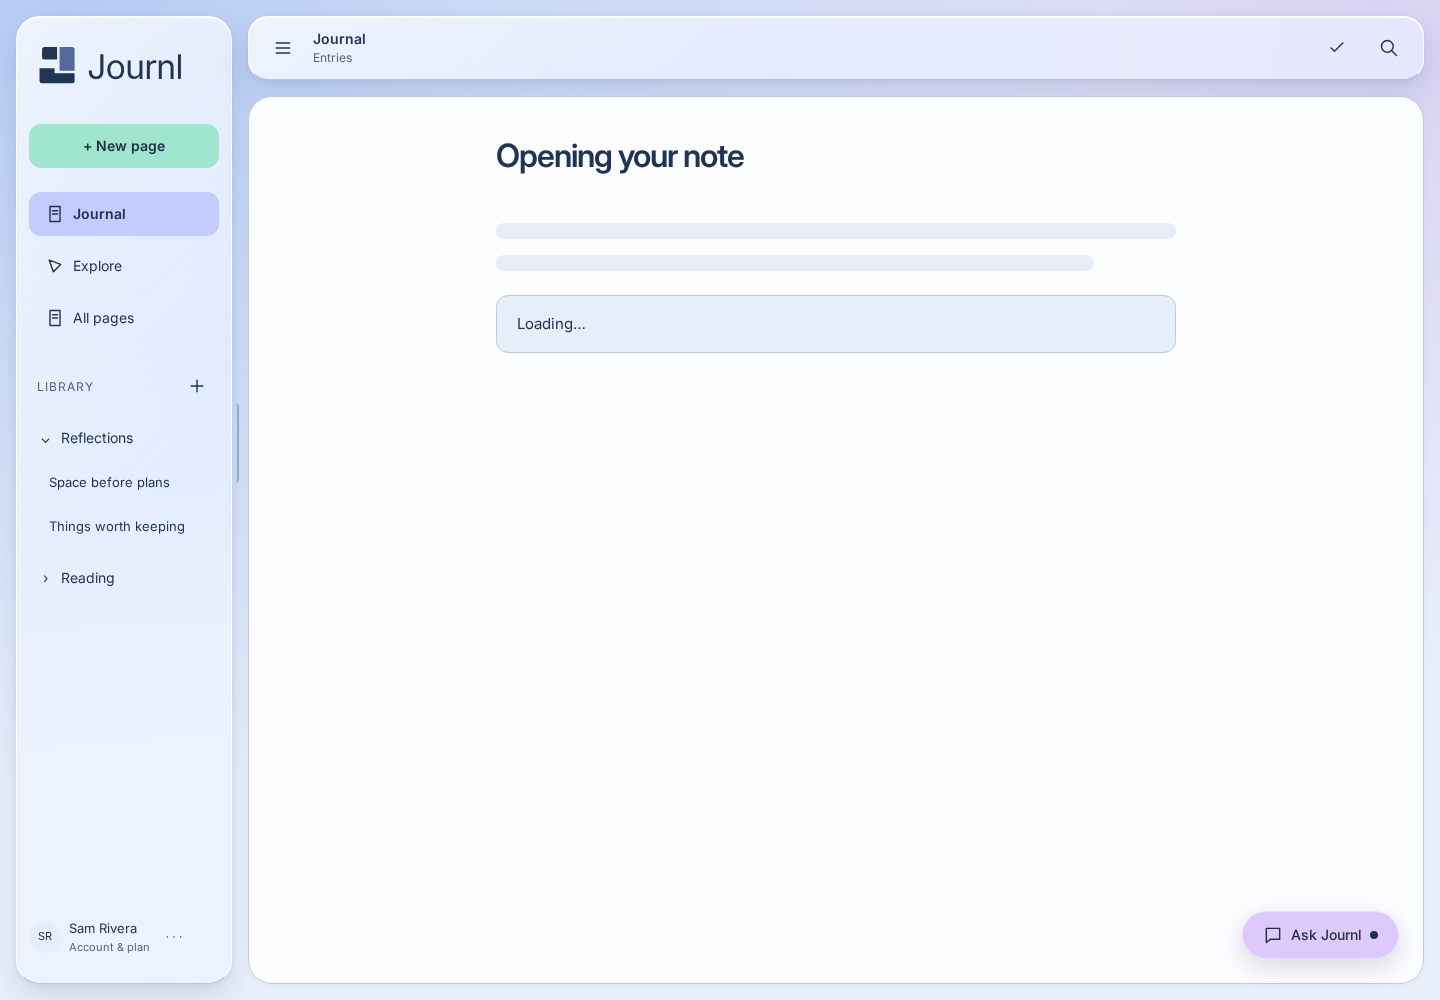 Journl
+ New page
Journal
Explore
All pages
LIBRARY
Reflections
Space before plans
Things worth keeping
Reading
SR
Sam Rivera
Account & plan
Journal
Entries
Opening your note
Loading...
Ask Journl